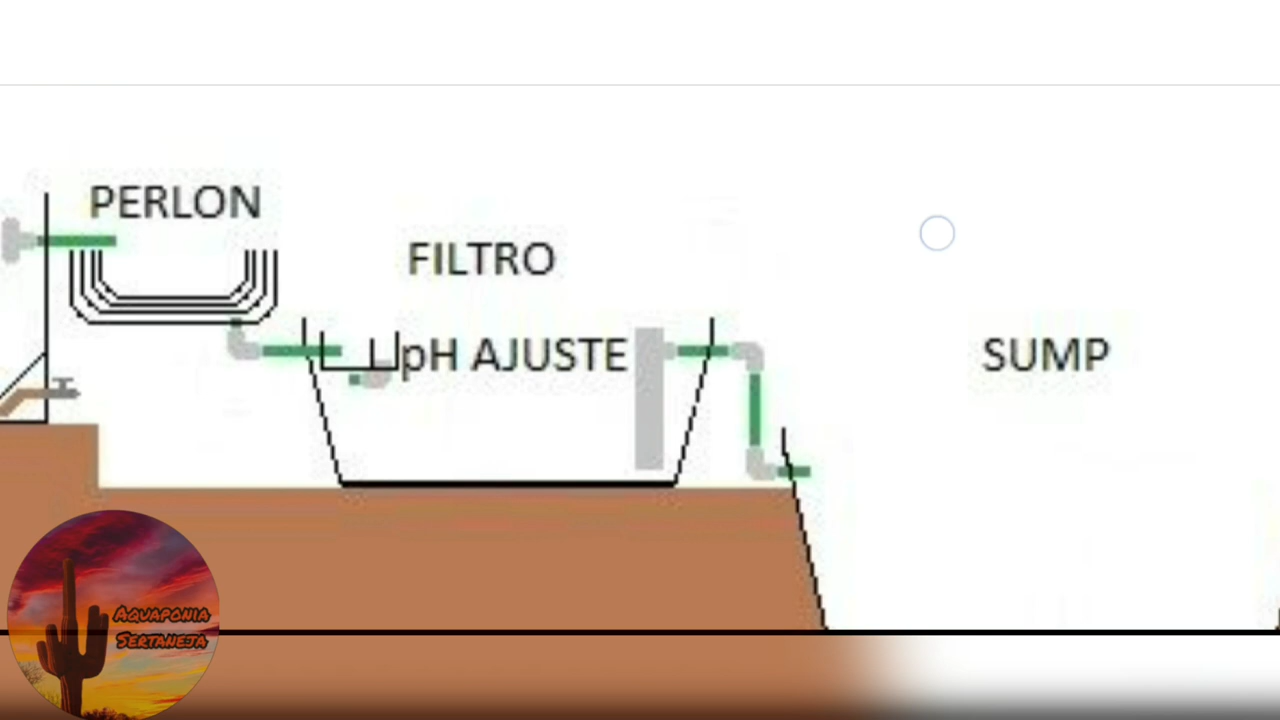 PERLON
FILTRO
pH AJUSTE
SUMP
AQUAPONIA
SERTANEJA